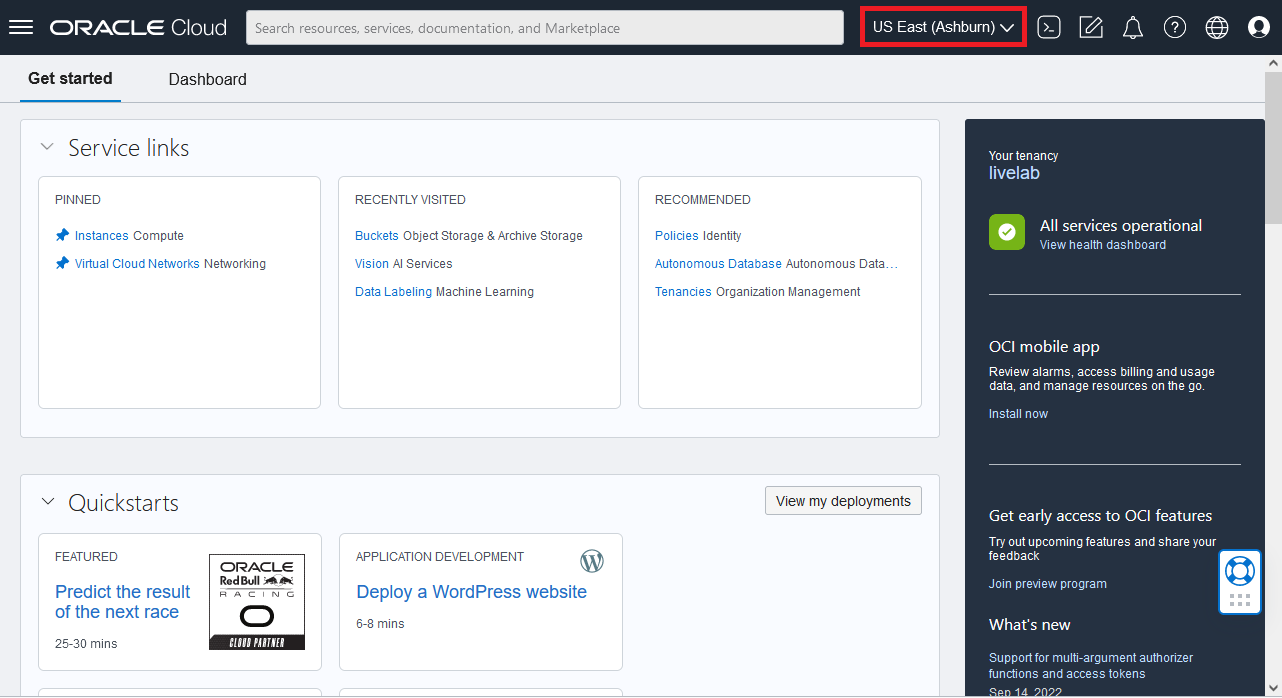 ORACLE Cloud
Search resources, services, documentation, and Marketplace
US East (Ashburn)
Get started
Dashboard
Service links
PINNED
Instances Compute
Virtual Cloud Networks Networking
RECENTLY VISITED
Buckets Object Storage & Archive Storage
Vision AI Services
Data Labeling Machine Learning
RECOMMENDED
Policies Identity
Autonomous Database Autonomous Data...
Tenancies Organization Management
Quickstarts
View my deployments
FEATURED
Predict the result
of the next race
25-30 mins
ORACLE
Red Bull
RACING
CLOUD PARTNER
APPLICATION DEVELOPMENT
Deploy a WordPress website
6-8 mins
Your tenancy
livelab
All services operational
View health dashboard
OCI mobile app
Review alarms, access billing and usage
data, and manage resources on the go.
Install now
Get early access to OCI features
Try out upcoming features and share your
feedback
Join preview program
What's new
Support for multi-argument authorizer
functions and access tokens
Sep 14, 2022